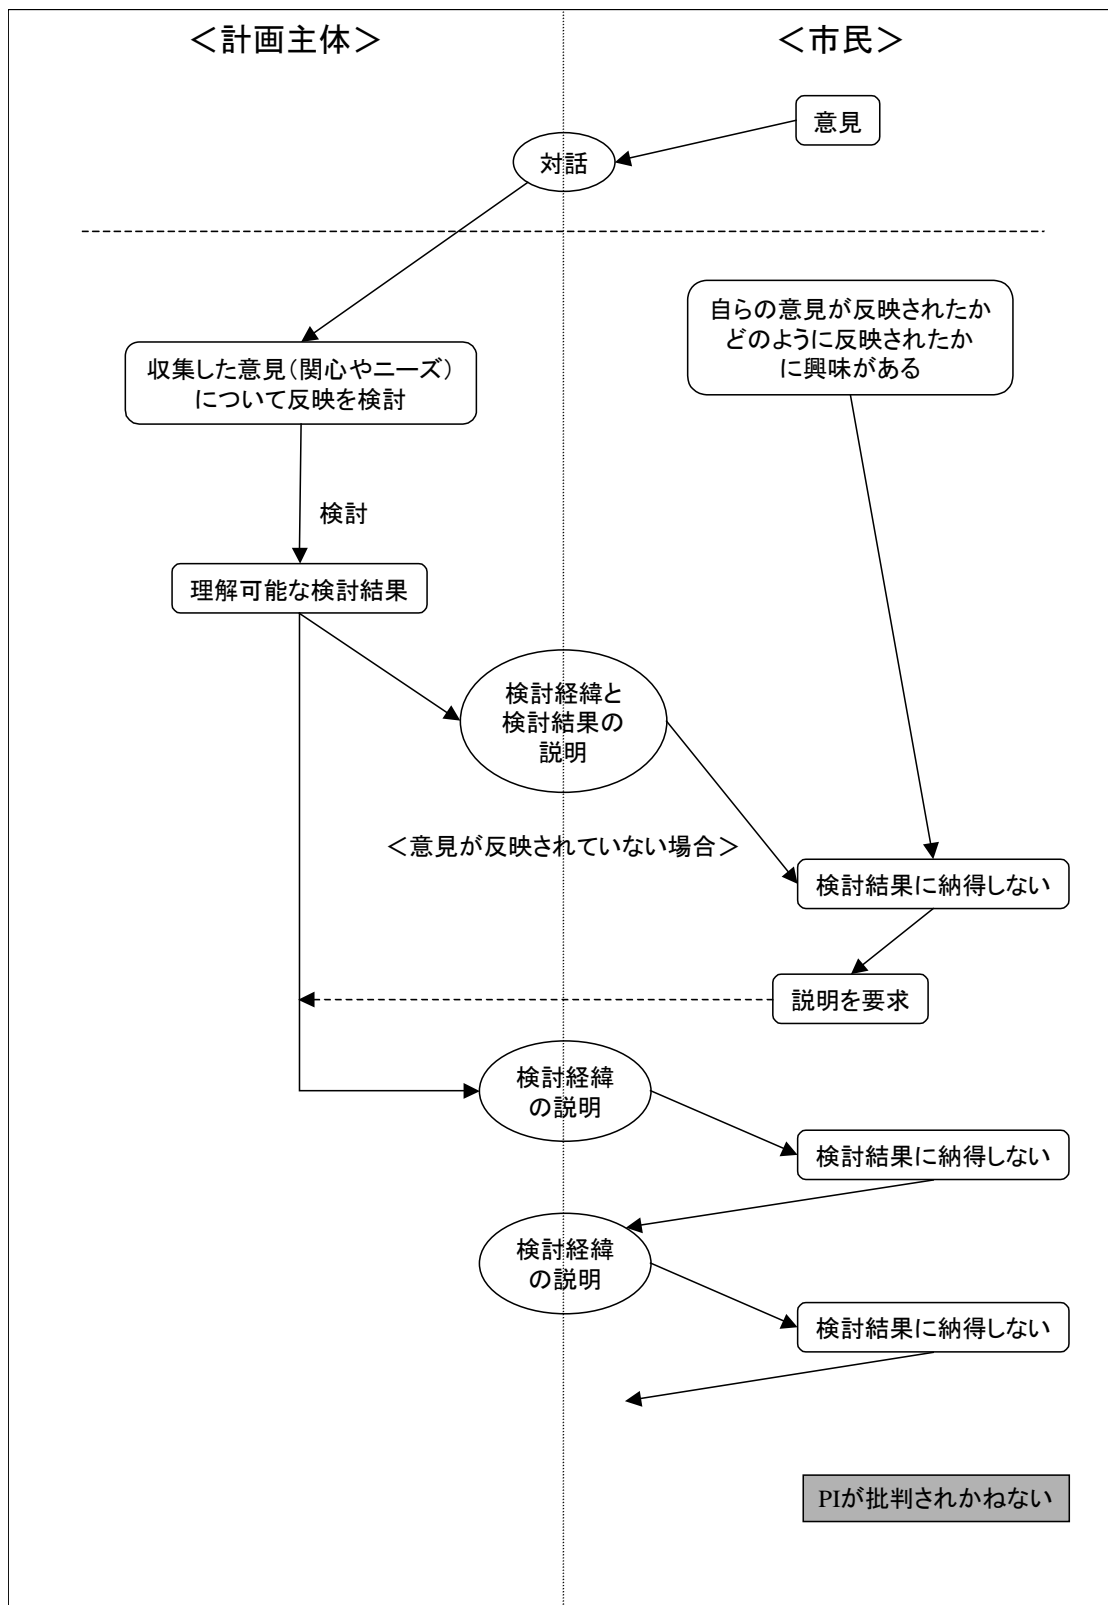 ＜計画主体＞
＜市民＞
意見
対話
自らの意見が反映されたか
どのように反映されたか
に興味がある
収集した意見（関心やニーズ）
について反映を検討
検討
理解可能な検討結果
検討経緯と
検討結果の
説明
＜意見が反映されていない場合＞
検討結果に納得しない
説明を要求
検討経緯
の説明
検討結果に納得しない
検討経緯
の説明
検討結果に納得しない
PIが批判されかねない